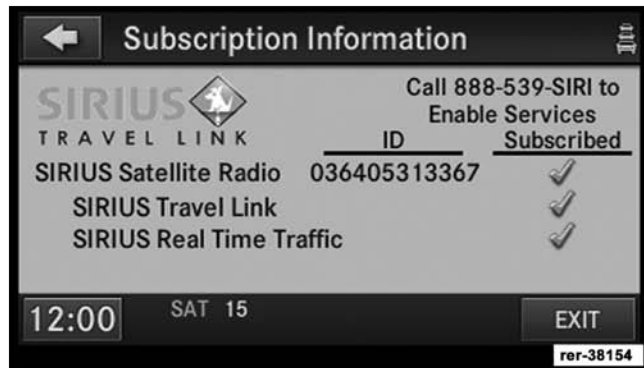 Subscription Information
SIRIUS
TRAVEL LINK
Call 888-539-SIRI to
Enable Services
ID Subscribed
SIRIUS Satellite Radio 036405313367
SIRIUS Travel Link
SIRIUS Real Time Traffic
12:00 SAT 15 EXIT
rer-38154